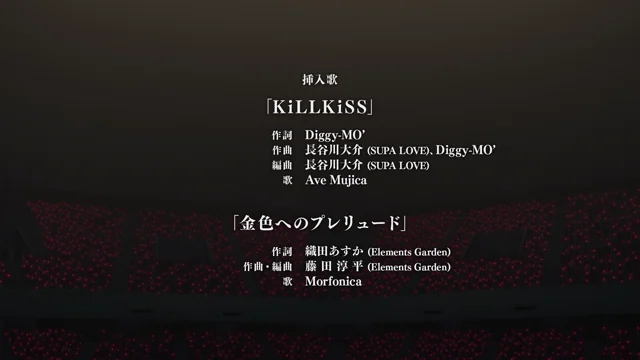 挿入歌
「KiLLKiSS」
作詞 Diggy-MO'
作曲 長谷川大介 (SUPA LOVE)、Diggy-MO'
編曲 長谷川大介 (SUPA LOVE)
歌 Ave Mujica
「金色へのプレリュード」
作詞 織田あすか (Elements Garden)
作曲・編曲 藤田淳平 (Elements Garden)
歌 Morfonica